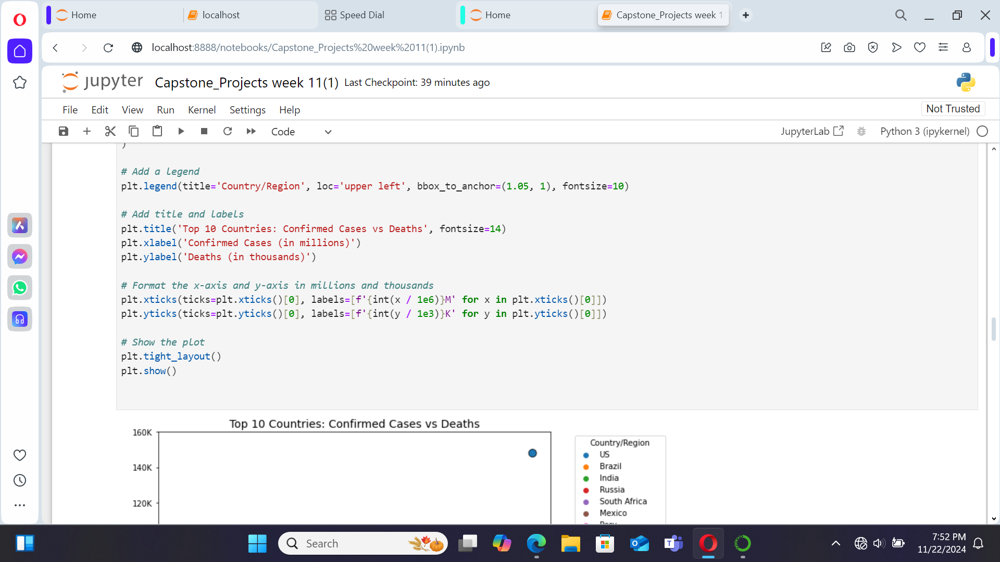 Home
localhost
Speed Dial
Home
Capstone_Projects week 1
localhost:8888/notebooks/Capstone_Projects%20week%2011(1).ipynb
jupyter
Capstone_Projects week 11(1)
Last Checkpoint: 39 minutes ago
File
Edit
View
Run
Kernel
Settings
Help
Not Trusted
Code
JupyterLab
Python 3 (ipykernel)
)
# Add a legend
plt.legend(title='Country/Region', loc='upper left', bbox_to_anchor=(1.05, 1), fontsize=10)
# Add title and labels
plt.title('Top 10 Countries: Confirmed Cases vs Deaths', fontsize=14)
plt.xlabel('Confirmed Cases (in millions)')
plt.ylabel('Deaths (in thousands)')
# Format the x-axis and y-axis in millions and thousands
plt.xticks(ticks=plt.xticks()[0], labels=[f'{int(x / 1e6)}M' for x in plt.xticks()[0]])
plt.yticks(ticks=plt.yticks()[0], labels=[f'{int(y / 1e3)}K' for y in plt.yticks()[0]])
# Show the plot
plt.tight_layout()
plt.show()
Top 10 Countries: Confirmed Cases vs Deaths
160K
140K
120K
Country/Region
US
Brazil
India
Russia
South Africa
Mexico
Peru
Search
7:52 PM
11/22/2024